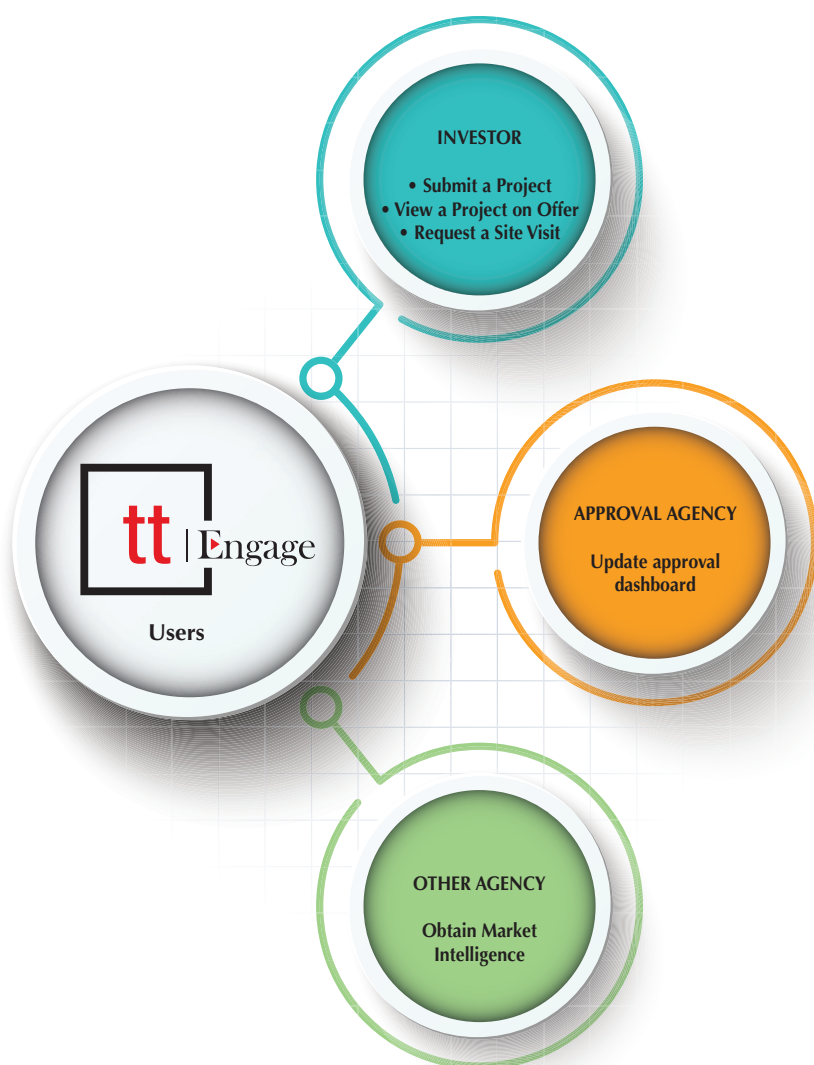 INVESTOR
• Submit a Project
• View a Project on Offer
• Request a Site Visit
tt | Engage
Users
APPROVAL AGENCY
Update approval
dashboard
OTHER AGENCY
Obtain Market
Intelligence